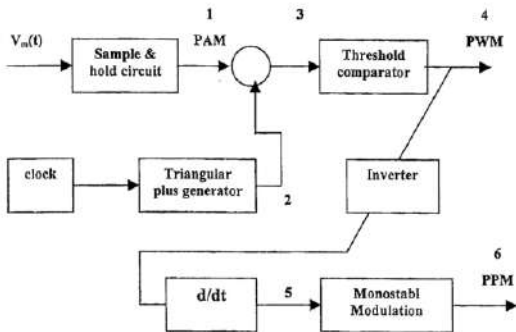 1
3
4
V_m(t)
PAM
PWM
Sample &
hold circuit
Threshold
comparator
clock
Triangular
plus generator
2
Inverter
6
PPM
d/dt
5
Monostabl
Modulation